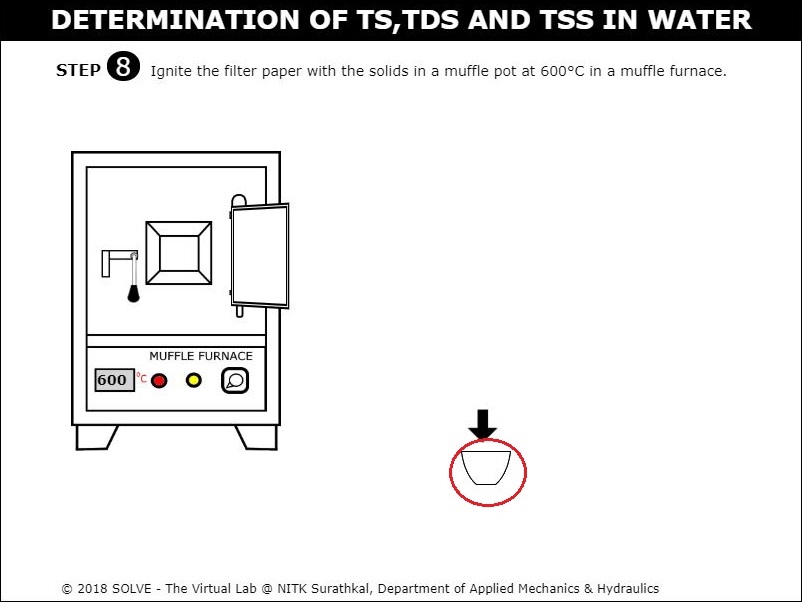 DETERMINATION OF TS,TDS AND TSS IN WATER
STEP 8 Ignite the filter paper with the solids in a muffle pot at 600°C in a muffle furnace.
MUFFLE FURNACE
600 °C
© 2018 SOLVE - The Virtual Lab @ NITK Surathkal, Department of Applied Mechanics & Hydraulics